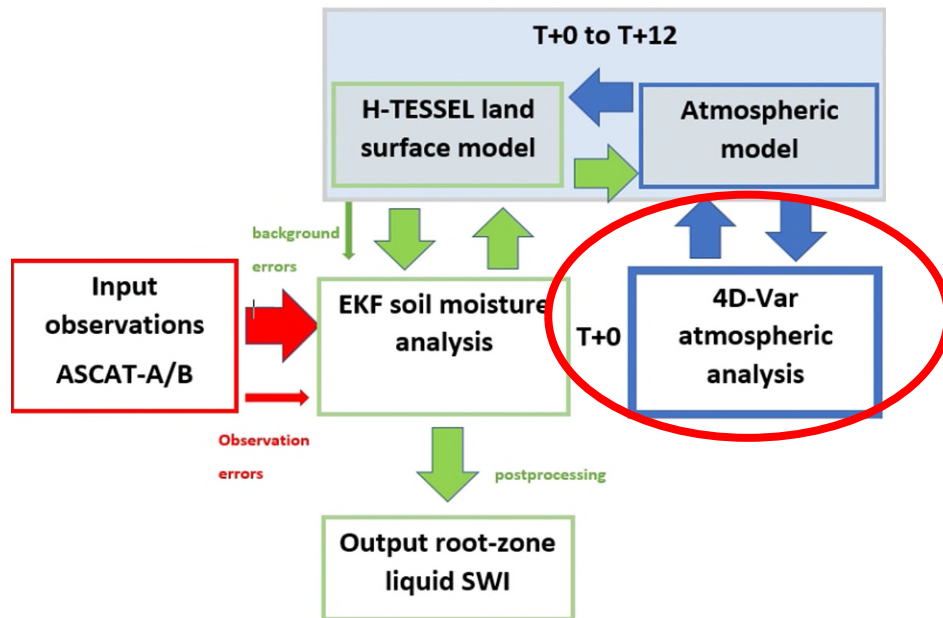 T+0 to T+12
H-TESSEL land
surface model
Atmospheric
model
background
errors
Input
observations
ASCAT-A/B
EKF soil moisture
analysis
T+0
4D-Var
atmospheric
analysis
Observation
errors
postprocessing
Output root-zone
liquid SWI